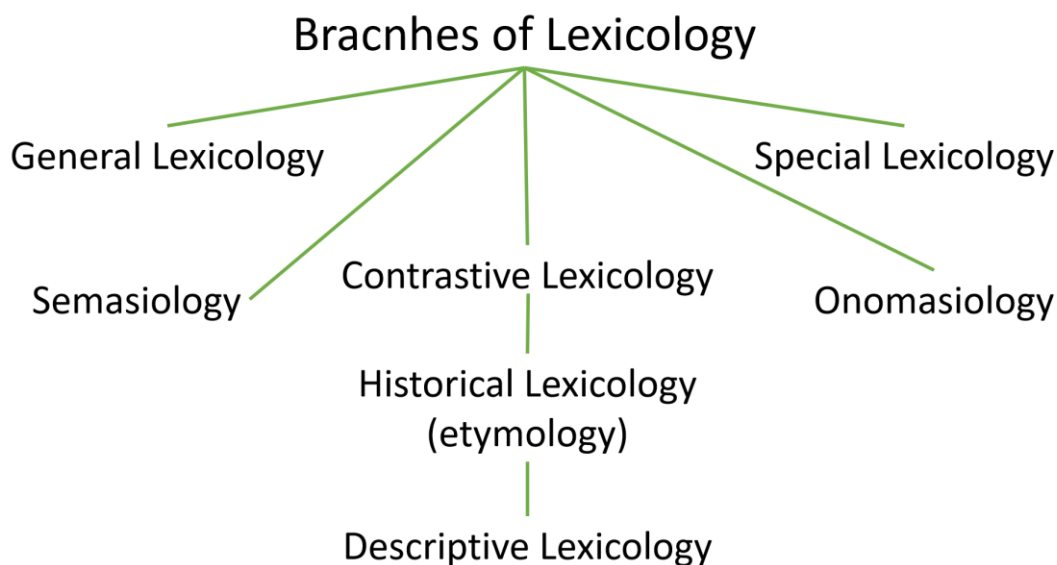 Bracnhes of Lexicology
General Lexicology
Special Lexicology
Semasiology
Contrastive Lexicology
Onomasiology
Historical Lexicology
(etymology)
Descriptive Lexicology